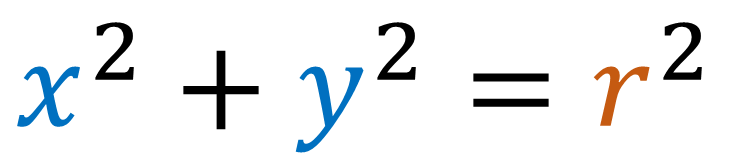 x² + y² = r²